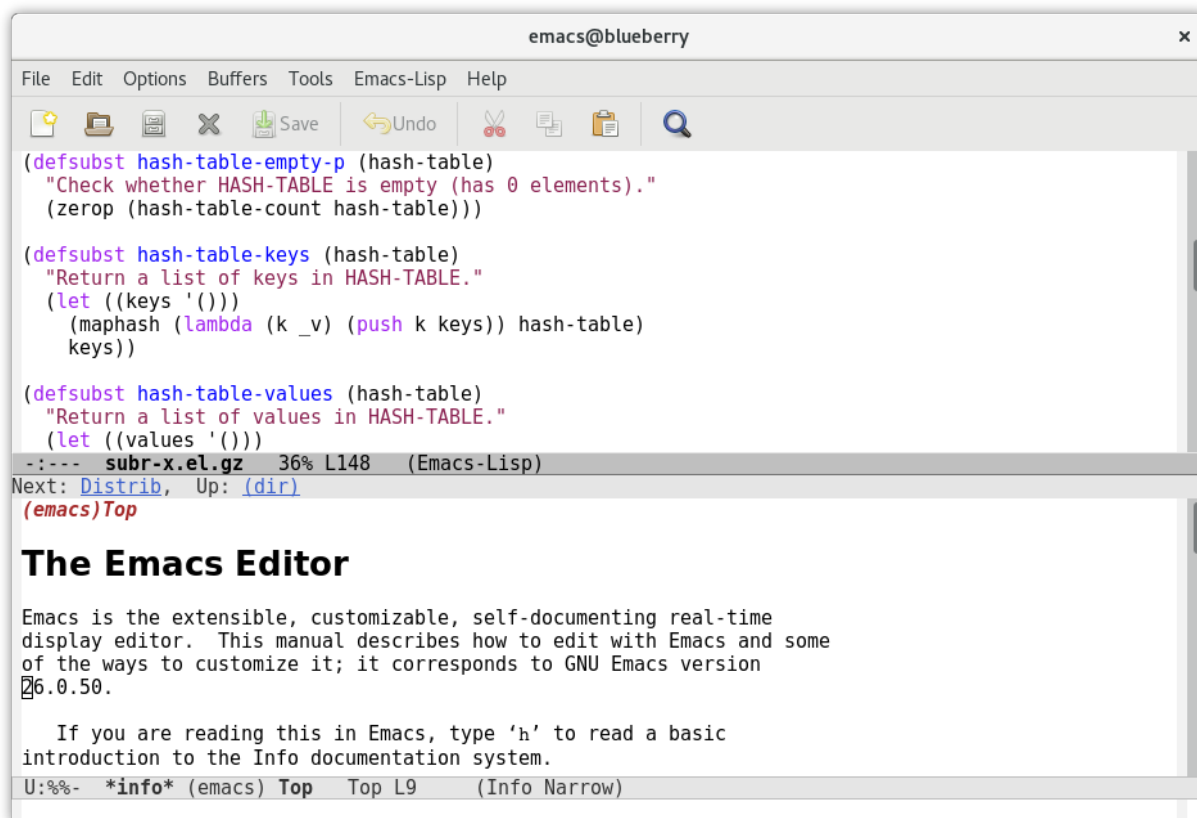 emacs@blueberry ×
File Edit Options Buffers Tools Emacs-Lisp Help
Save Undo
(defsubst hash-table-empty-p (hash-table)
  "Check whether HASH-TABLE is empty (has 0 elements)."
  (zerop (hash-table-count hash-table)))

(defsubst hash-table-keys (hash-table)
  "Return a list of keys in HASH-TABLE."
  (let ((keys '()))
    (maphash (lambda (k _v) (push k keys)) hash-table)
    keys))

(defsubst hash-table-values (hash-table)
  "Return a list of values in HASH-TABLE."
  (let ((values '()))
-:---  subr-x.el.gz   36% L148   (Emacs-Lisp)
Next: Distrib,  Up: (dir)
(emacs)Top
The Emacs Editor
Emacs is the extensible, customizable, self-documenting real-time
display editor.  This manual describes how to edit with Emacs and some
of the ways to customize it; it corresponds to GNU Emacs version
26.0.50.

   If you are reading this in Emacs, type ‘h’ to read a basic
introduction to the Info documentation system.
U:%%-  *info* (emacs) Top   Top L9     (Info Narrow)